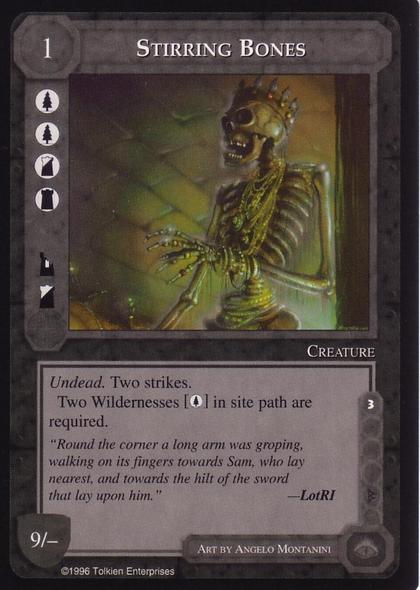 1
STIRRING BONES
CREATURE
Undead. Two strikes.
Two Wildernesses [] in site path are
required.
3
"Round the corner a long arm was groping,
walking on its fingers towards Sam, who lay
nearest, and towards the hilt of the sword
that lay upon him." —LotRI
9/–
ART BY ANGELO MONTANINI
©1996 Tolkien Enterprises